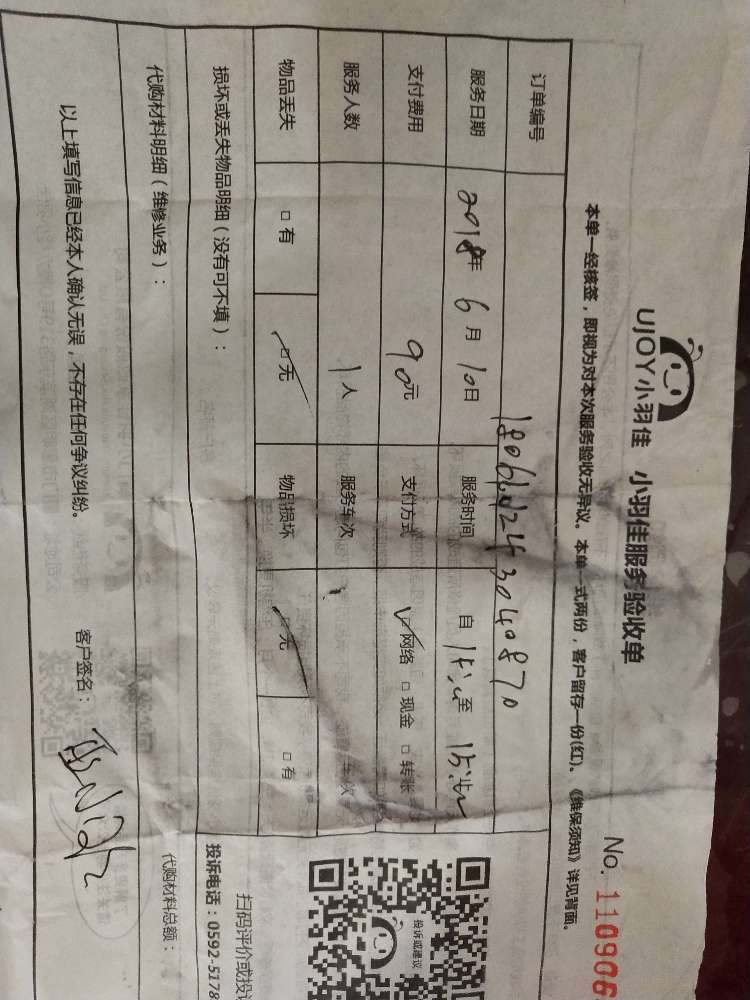 UJOY小羽佳 小羽佳服务验收单
No. 110906
本单一经核签，即视为对本次服务验收无异议。本单一式两份，客户留存一份(红)。《维保须知》详见背面。
订单编号
服务日期 2018年 6月 10日 服务时间 自 至
支付费用 90元 支付方式 ☑网络 □现金 □转账
服务人数 1人 服务车次 车次
物品丢失 □有 ☑无 物品损坏 ☑无 □有
损坏或丢失物品明细（没有可不填）：
代购材料明细（维修业务）：
代购材料总额：
以上填写信息已经本人确认无误，不存在任何争议纠纷。
客户签名：
投诉或建议
扫码评价或投诉
投诉电话：0592-5178